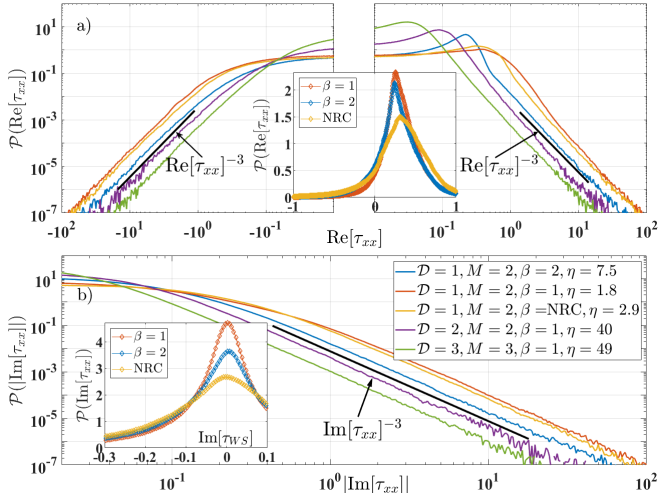 a)
P(Re[τxx])
10^1
10^-1
10^-3
10^-5
10^-7
Re[τxx]^-3
Re[τxx]^-3
P(Re[τxx])
2
1.5
1
0.5
0
β = 1
β = 2
NRC
-1 0 1
-10^2 -10^1 -10^0 -10^-1 10^-1 10^0 10^1 10^2
Re[τxx]
b)
P(|Im[τxx]|)
10^1
10^-1
10^-3
10^-5
10^-7
D = 1, M = 2, β = 2, η = 7.5
D = 1, M = 2, β = 1, η = 1.8
D = 1, M = 2, β =NRC, η = 2.9
D = 2, M = 2, β = 1, η = 40
D = 3, M = 3, β = 1, η = 49
Im[τxx]^-3
P(Im[τxx])
4
3
2
1
0
β = 1
β = 2
NRC
Im[τWS]
-0.3 -0.2 -0.1 0 0.1
10^-1 10^0 10^1 10^2
|Im[τxx]|